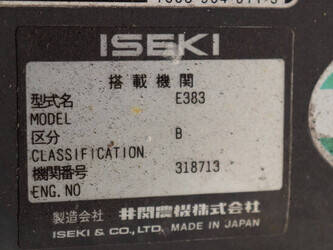 ISEKI
搭載機関
型式名 E383
MODEL
区分 B
CLASSIFICATION
機関番号 318713
ENG.NO
製造会社 井関農機株式会社
ISEKI & CO., LTD. MADE IN JAPAN